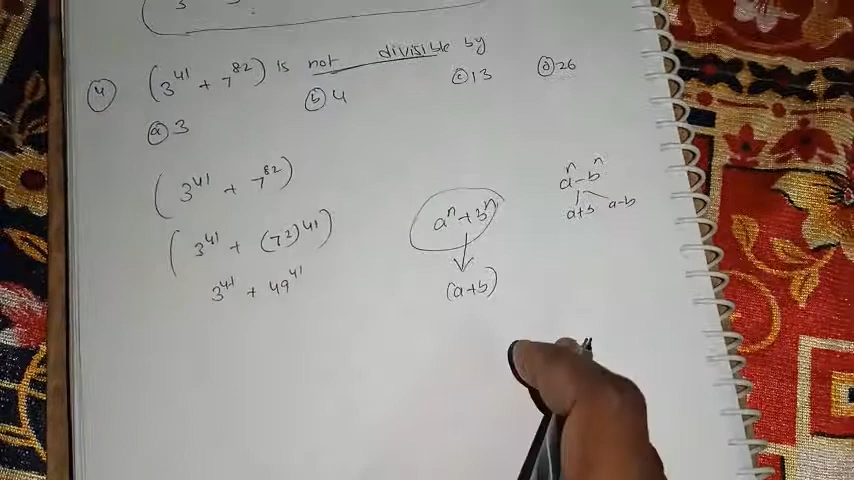 ④ (3^41 + 7^82) is not divisible by
ⓐ 3 ⓑ 4 ⓒ 13 ⓓ 26
(3^41 + 7^82)
(3^41 + (7^2)^41)
3^41 + 49^41
a^n + b^n
(a+b)
a^n - b^n
a+b a-b